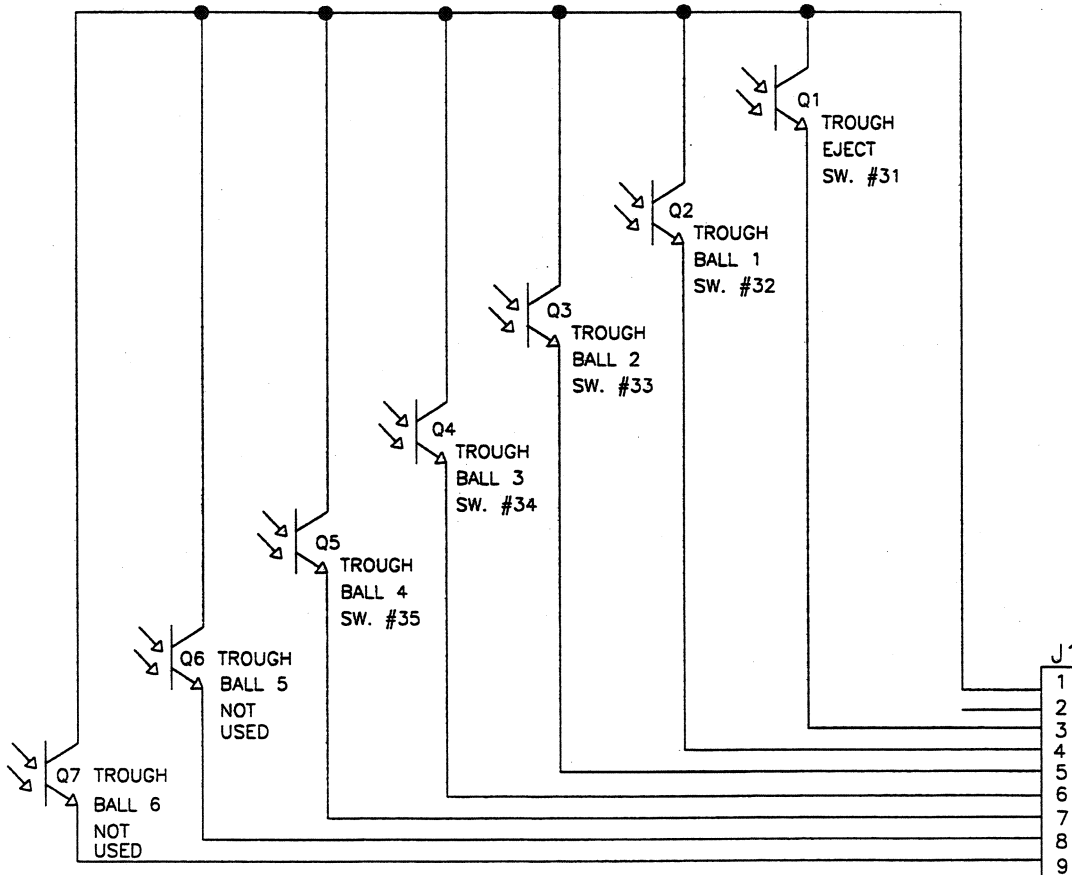 Q1
TROUGH
EJECT
SW. #31
Q2
TROUGH
BALL 1
SW. #32
Q3
TROUGH
BALL 2
SW. #33
Q4
TROUGH
BALL 3
SW. #34
Q5
TROUGH
BALL 4
SW. #35
Q6 TROUGH
BALL 5
NOT
USED
Q7 TROUGH
BALL 6
NOT
USED
J1
1
2
3
4
5
6
7
8
9